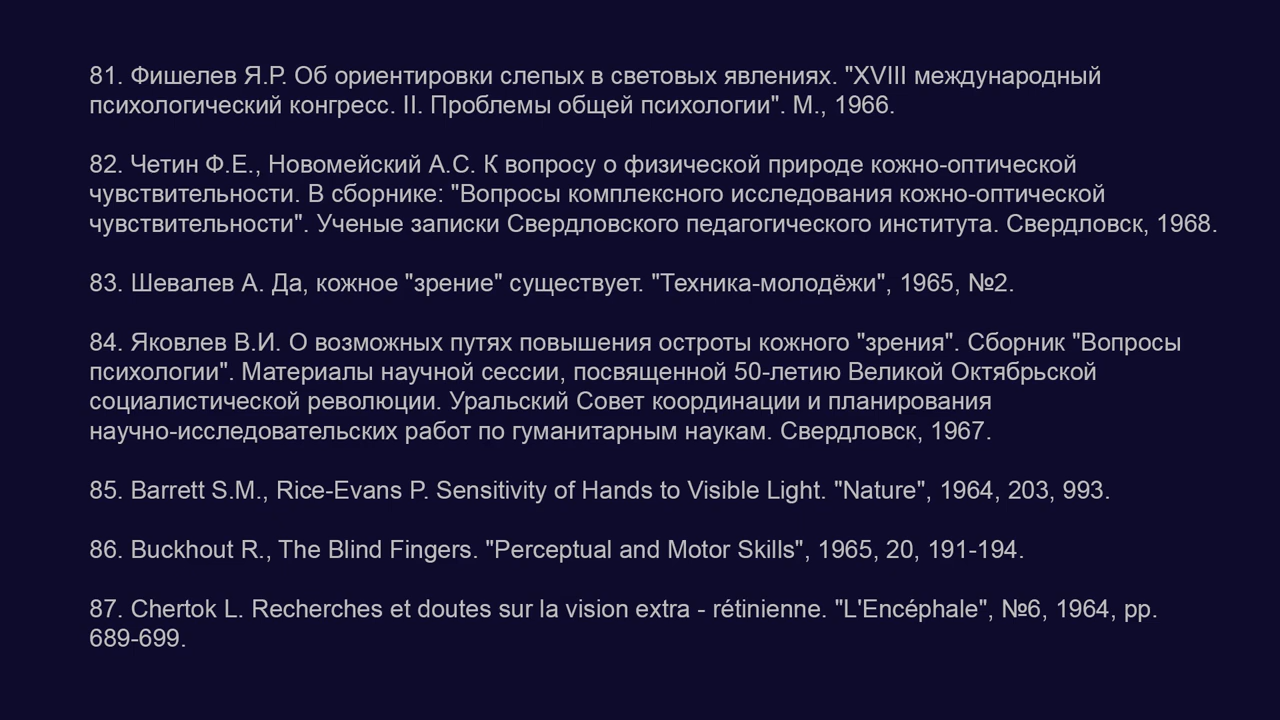 81. Фишелев Я.Р. Об ориентировки слепых в световых явлениях. "XVIII международный
психологический конгресс. II. Проблемы общей психологии". М., 1966.
82. Четин Ф.Е., Новомейский А.С. К вопросу о физической природе кожно-оптической
чувствительности. В сборнике: "Вопросы комплексного исследования кожно-оптической
чувствительности". Ученые записки Свердловского педагогического института. Свердловск, 1968.
83. Шевалев А. Да, кожное "зрение" существует. "Техника-молодёжи", 1965, №2.
84. Яковлев В.И. О возможных путях повышения остроты кожного "зрения". Сборник "Вопросы
психологии". Материалы научной сессии, посвященной 50-летию Великой Октябрьской
социалистической революции. Уральский Совет координации и планирования
научно-исследовательских работ по гуманитарным наукам. Свердловск, 1967.
85. Barrett S.M., Rice-Evans P. Sensitivity of Hands to Visible Light. "Nature", 1964, 203, 993.
86. Buckhout R., The Blind Fingers. "Perceptual and Motor Skills", 1965, 20, 191-194.
87. Chertok L. Recherches et doutes sur la vision extra - rétinienne. "L'Encéphale", №6, 1964, pp.
689-699.